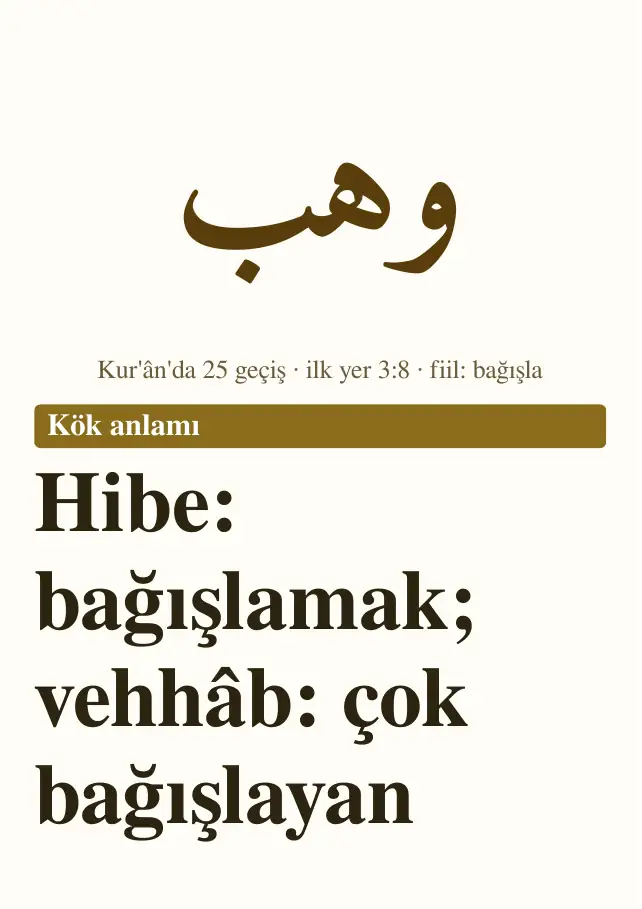 وهب
Kur'ân'da 25 geçiş · ilk yer 3:8 · fiil: bağışla
Kök anlamı
Hibe:
bağışlamak;
vehhâb: çok
bağışlayan